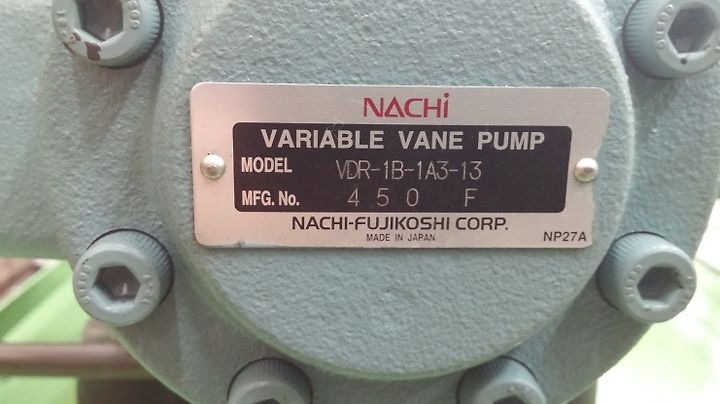 NACHi
VARIABLE VANE PUMP
MODEL VDR-1B-1A3-13
MFG. No. 450 F
NACHI-FUJIKOSHI CORP.
MADE IN JAPAN
NP27A